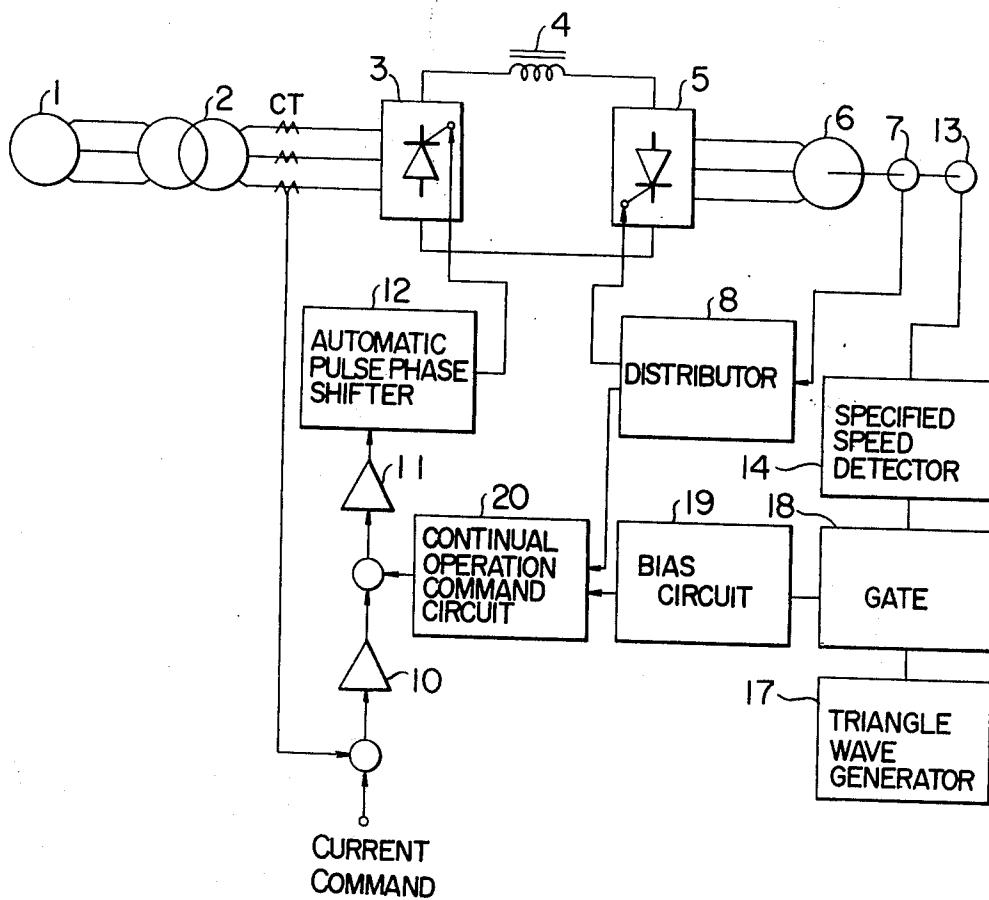 4
3
5
1
2
CT
6
7
13
12
8
AUTOMATIC
PULSE PHASE
SHIFTER
DISTRIBUTOR
SPECIFIED
SPEED
DETECTOR
14
11
20
19
18
CONTINUAL
OPERATION
COMMAND
CIRCUIT
BIAS
CIRCUIT
GATE
10
17
TRIANGLE
WAVE
GENERATOR
CURRENT
COMMAND